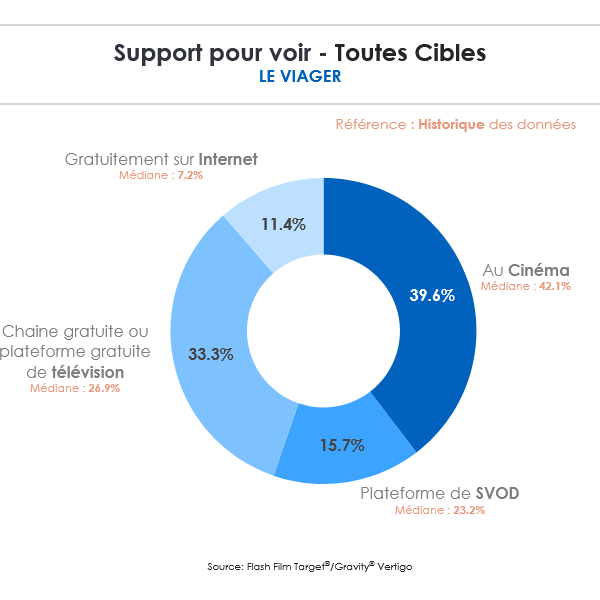 Support pour voir - Toutes Cibles
LE VIAGER
Référence : Historique des données
Gratuitement sur Internet
Médiane : 7.2%
11.4%
Au Cinéma
Médiane : 42.1%
39.6%
Chaine gratuite ou
plateforme gratuite
de télévision
Médiane : 26.9%
33.3%
15.7%
Plateforme de SVOD
Médiane : 23.2%
Source: Flash Film Target®/Gravity® Vertigo